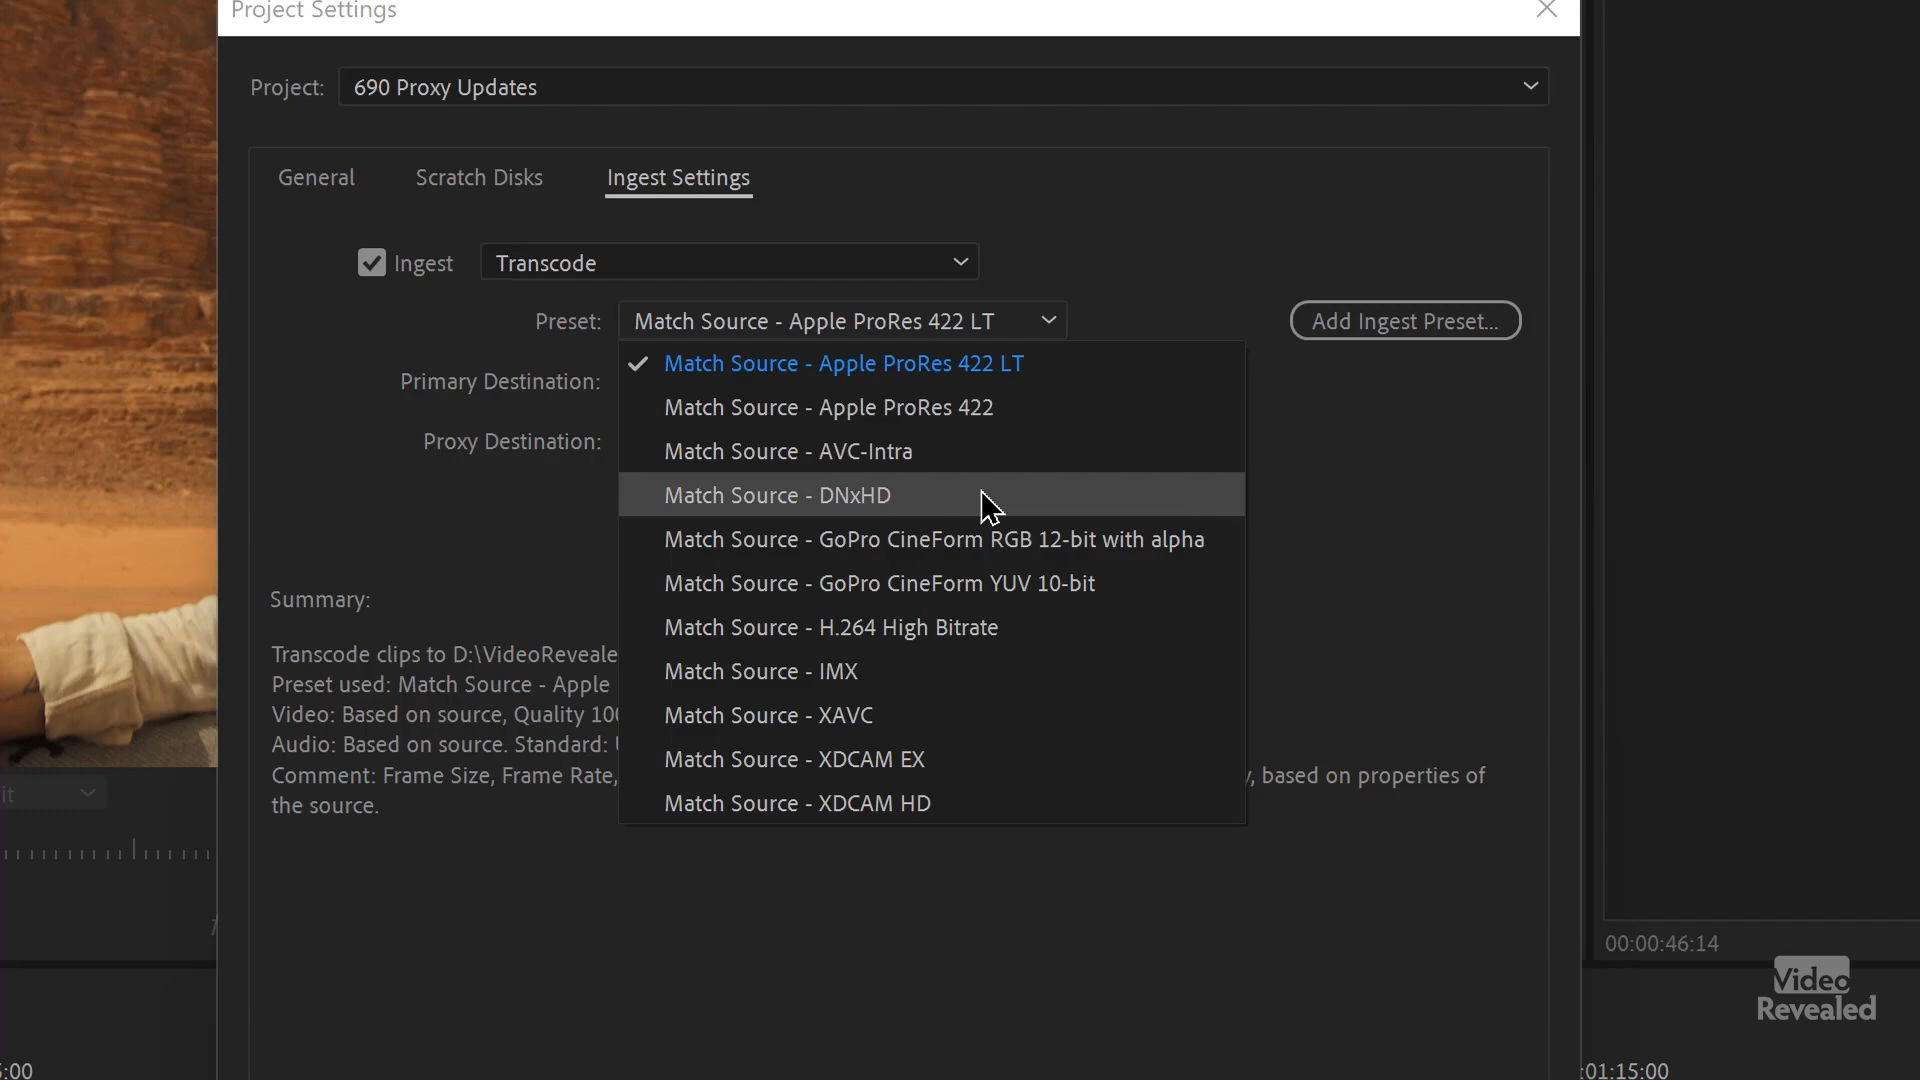 Project Settings
Project: 690 Proxy Updates
General Scratch Disks Ingest Settings
Ingest Transcode
Preset: Match Source - Apple ProRes 422 LT Add Ingest Preset...
Match Source - Apple ProRes 422 LT
Primary Destination:
Match Source - Apple ProRes 422
Proxy Destination:
Match Source - AVC-Intra
Match Source - DNxHD
Match Source - GoPro CineForm RGB 12-bit with alpha
Match Source - GoPro CineForm YUV 10-bit
Match Source - H.264 High Bitrate
Match Source - IMX
Match Source - XAVC
Match Source - XDCAM EX
Match Source - XDCAM HD
Summary:
Transcode clips to D:\VideoReveale
Preset used: Match Source - Apple
Video: Based on source, Quality 100
Audio: Based on source. Standard:
Comment: Frame Size, Frame Rate, , based on properties of
the source.
it
00:00:46:14
Video
Revealed
:00
:01:15:00